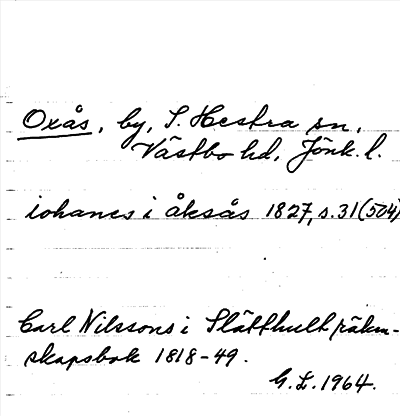 Oxås, by, S. Hestra sn,
Västbo hd, Jönk. l.
iohanes i åksås 1827, s. 31 (504)
Carl Nilssons i Slätthult räken-
skapsbok 1818-49.
G. L. 1964.